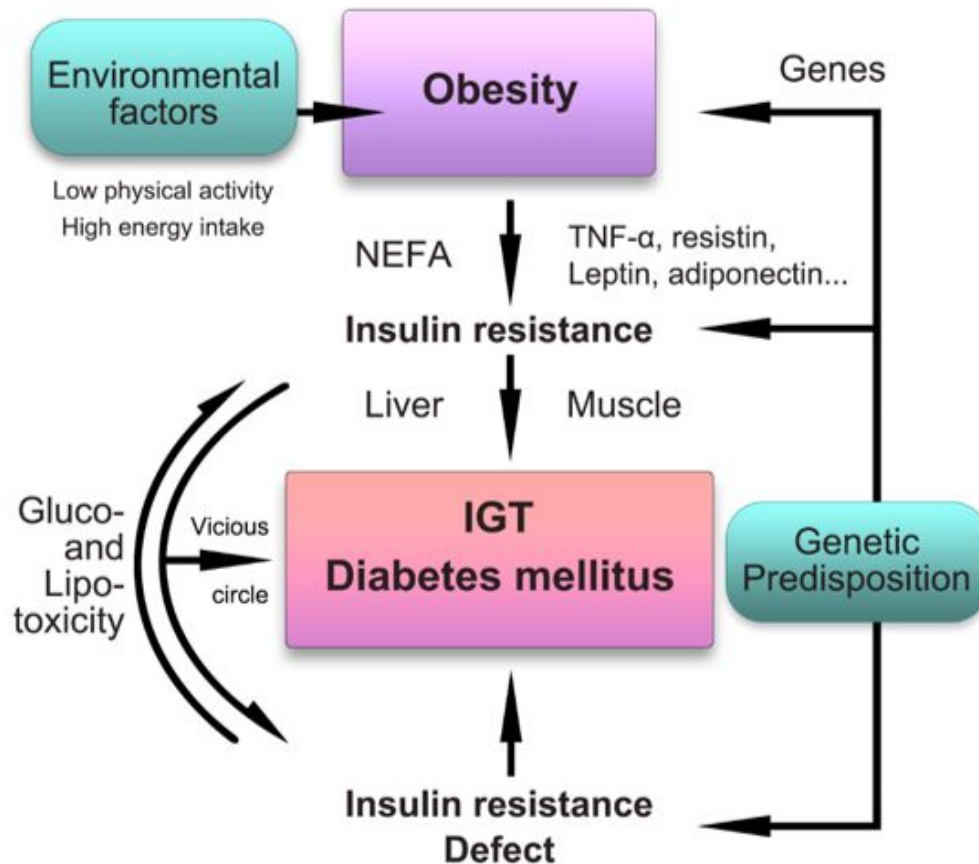 Environmental
factors
Low physical activity
High energy intake
Obesity
Genes
NEFA
TNF-α, resistin,
Leptin, adiponectin...
Insulin resistance
Liver
Muscle
Gluco-
and
Lipo-
toxicity
Vicious
circle
IGT
Diabetes mellitus
Genetic
Predisposition
Insulin resistance
Defect